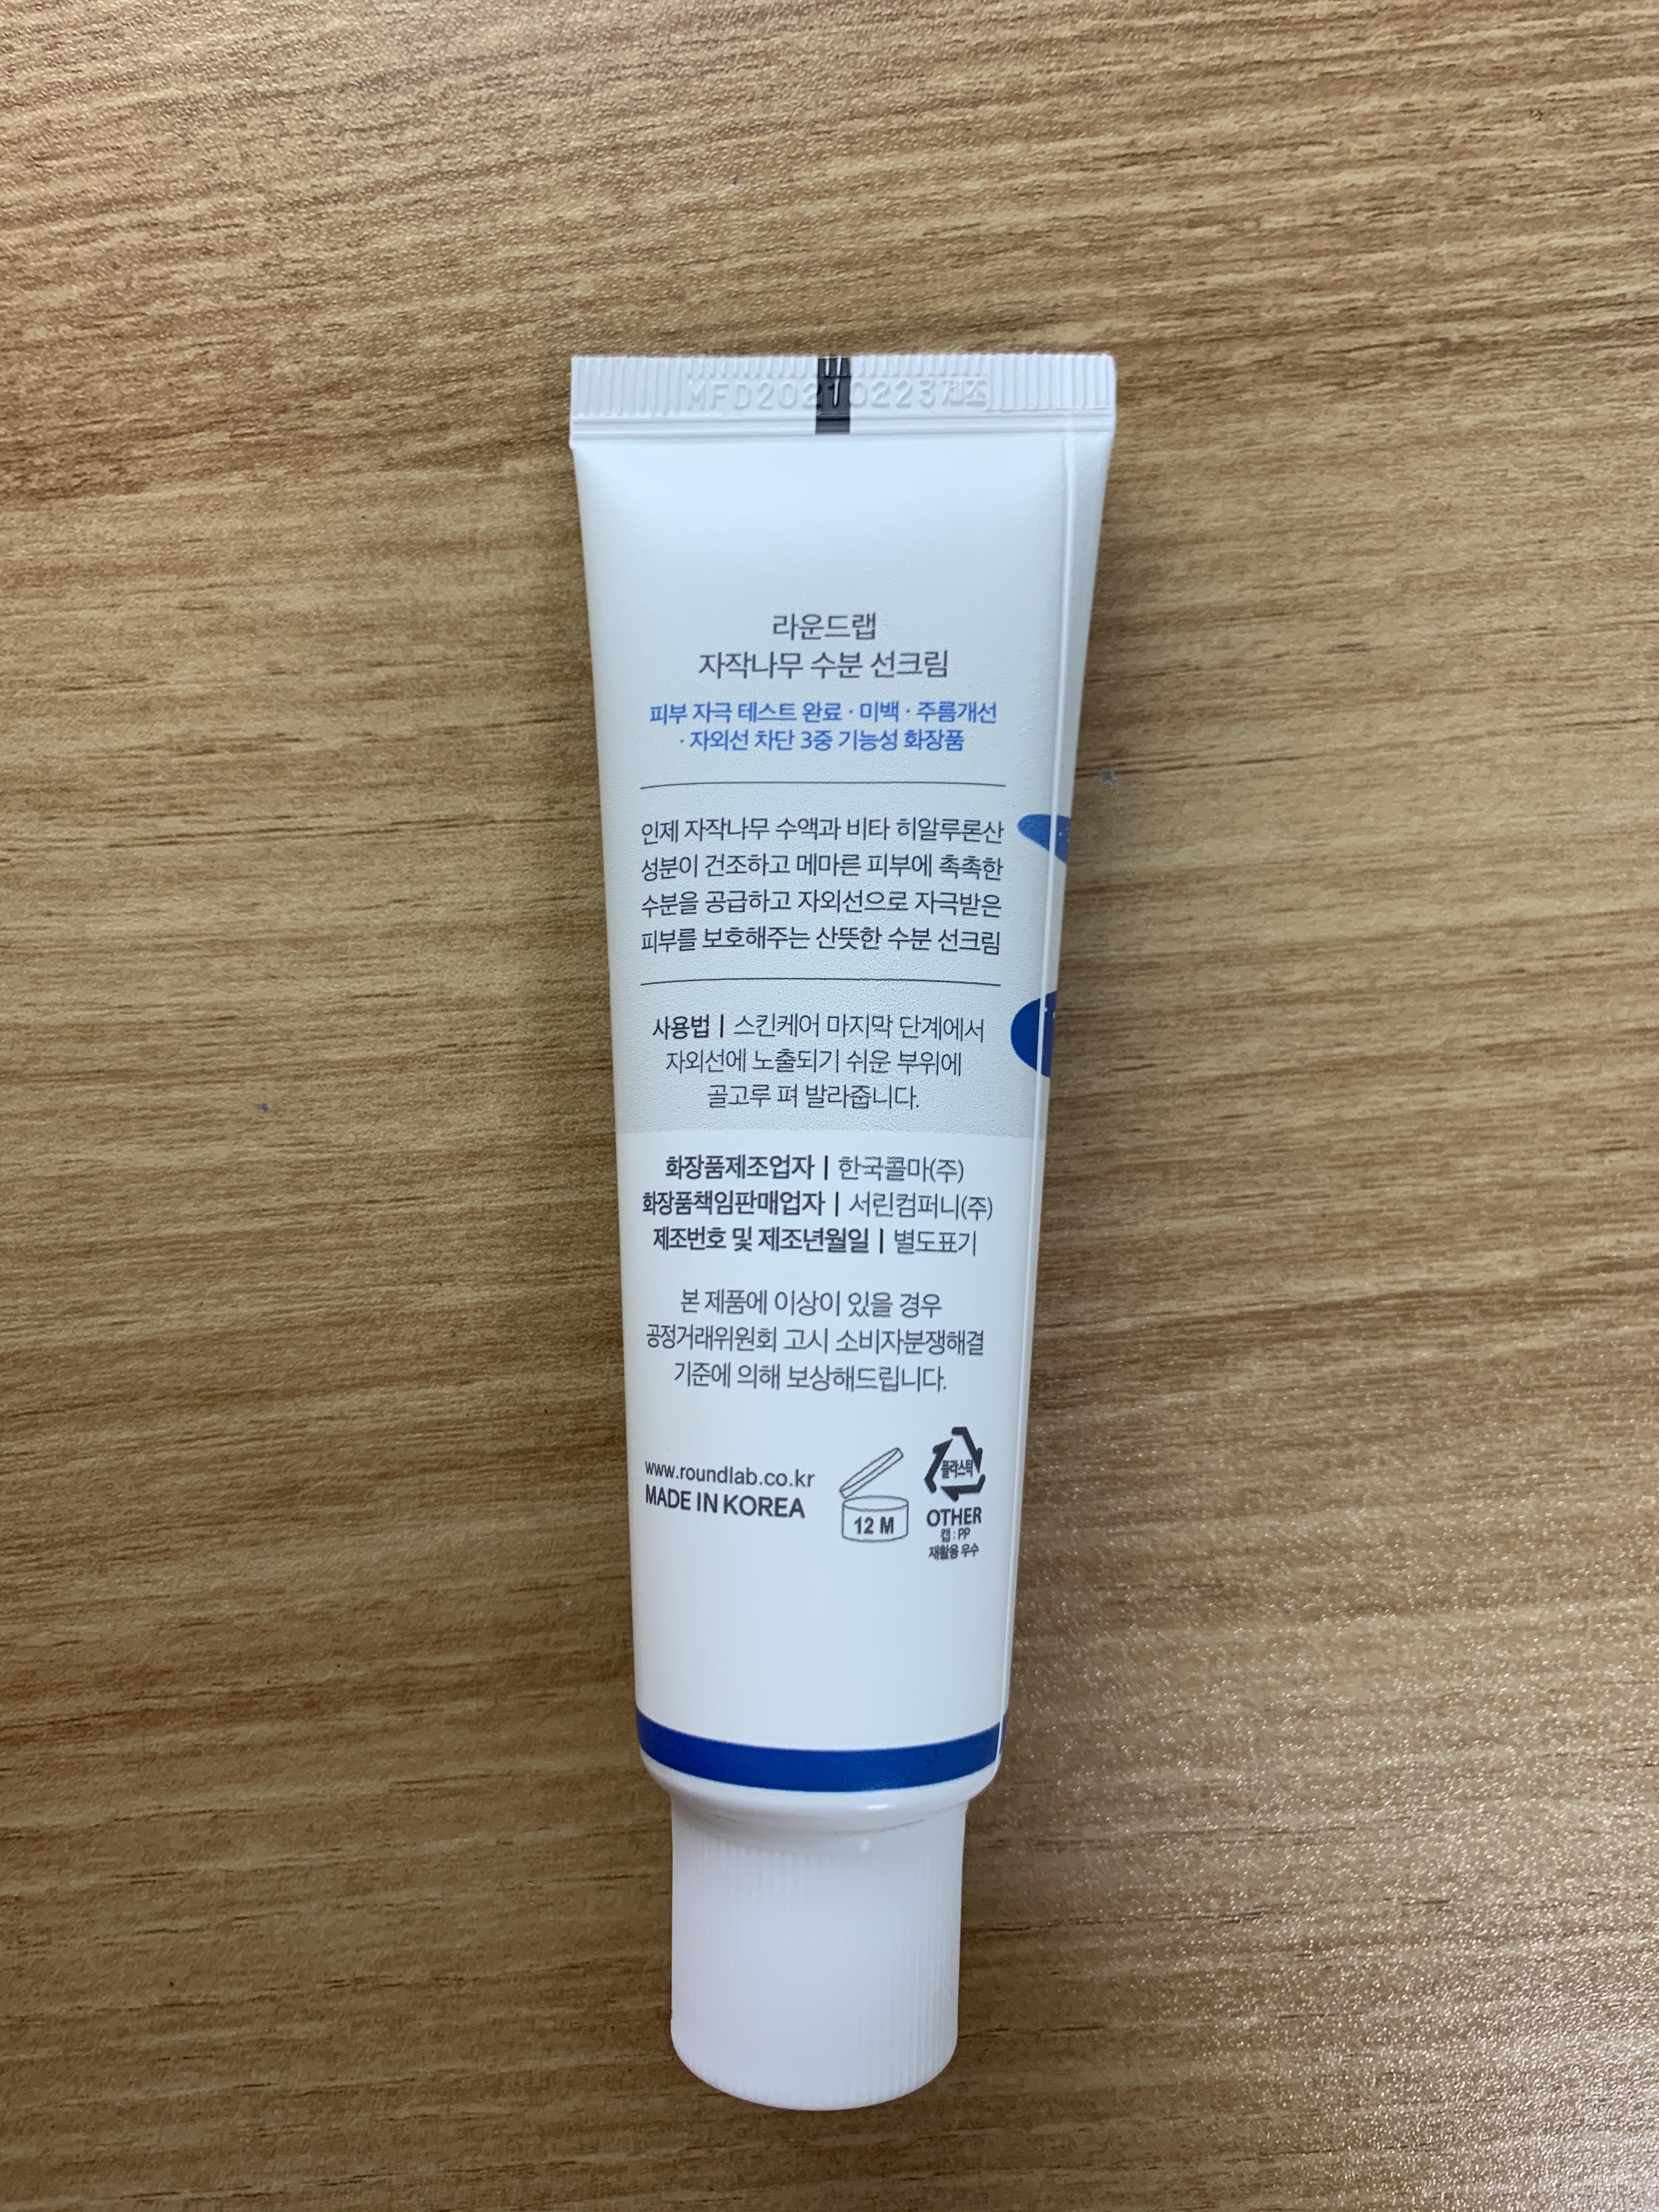 MFD20210223제조
라운드랩
자작나무 수분 선크림
피부 자극 테스트 완료 · 미백 · 주름개선
· 자외선 차단 3중 기능성 화장품
인제 자작나무 수액과 비타 히알루론산
성분이 건조하고 메마른 피부에 촉촉한
수분을 공급하고 자외선으로 자극받은
피부를 보호해주는 산뜻한 수분 선크림
사용법 | 스킨케어 마지막 단계에서
자외선에 노출되기 쉬운 부위에
골고루 펴 발라줍니다.
화장품제조업자 | 한국콜마(주)
화장품책임판매업자 | 서린컴퍼니(주)
제조번호 및 제조년월일 | 별도표기
본 제품에 이상이 있을 경우
공정거래위원회 고시 소비자분쟁해결
기준에 의해 보상해드립니다.
www.roundlab.co.kr
MADE IN KOREA
12 M
플라스틱
OTHER
캡 : PP
재활용 우수